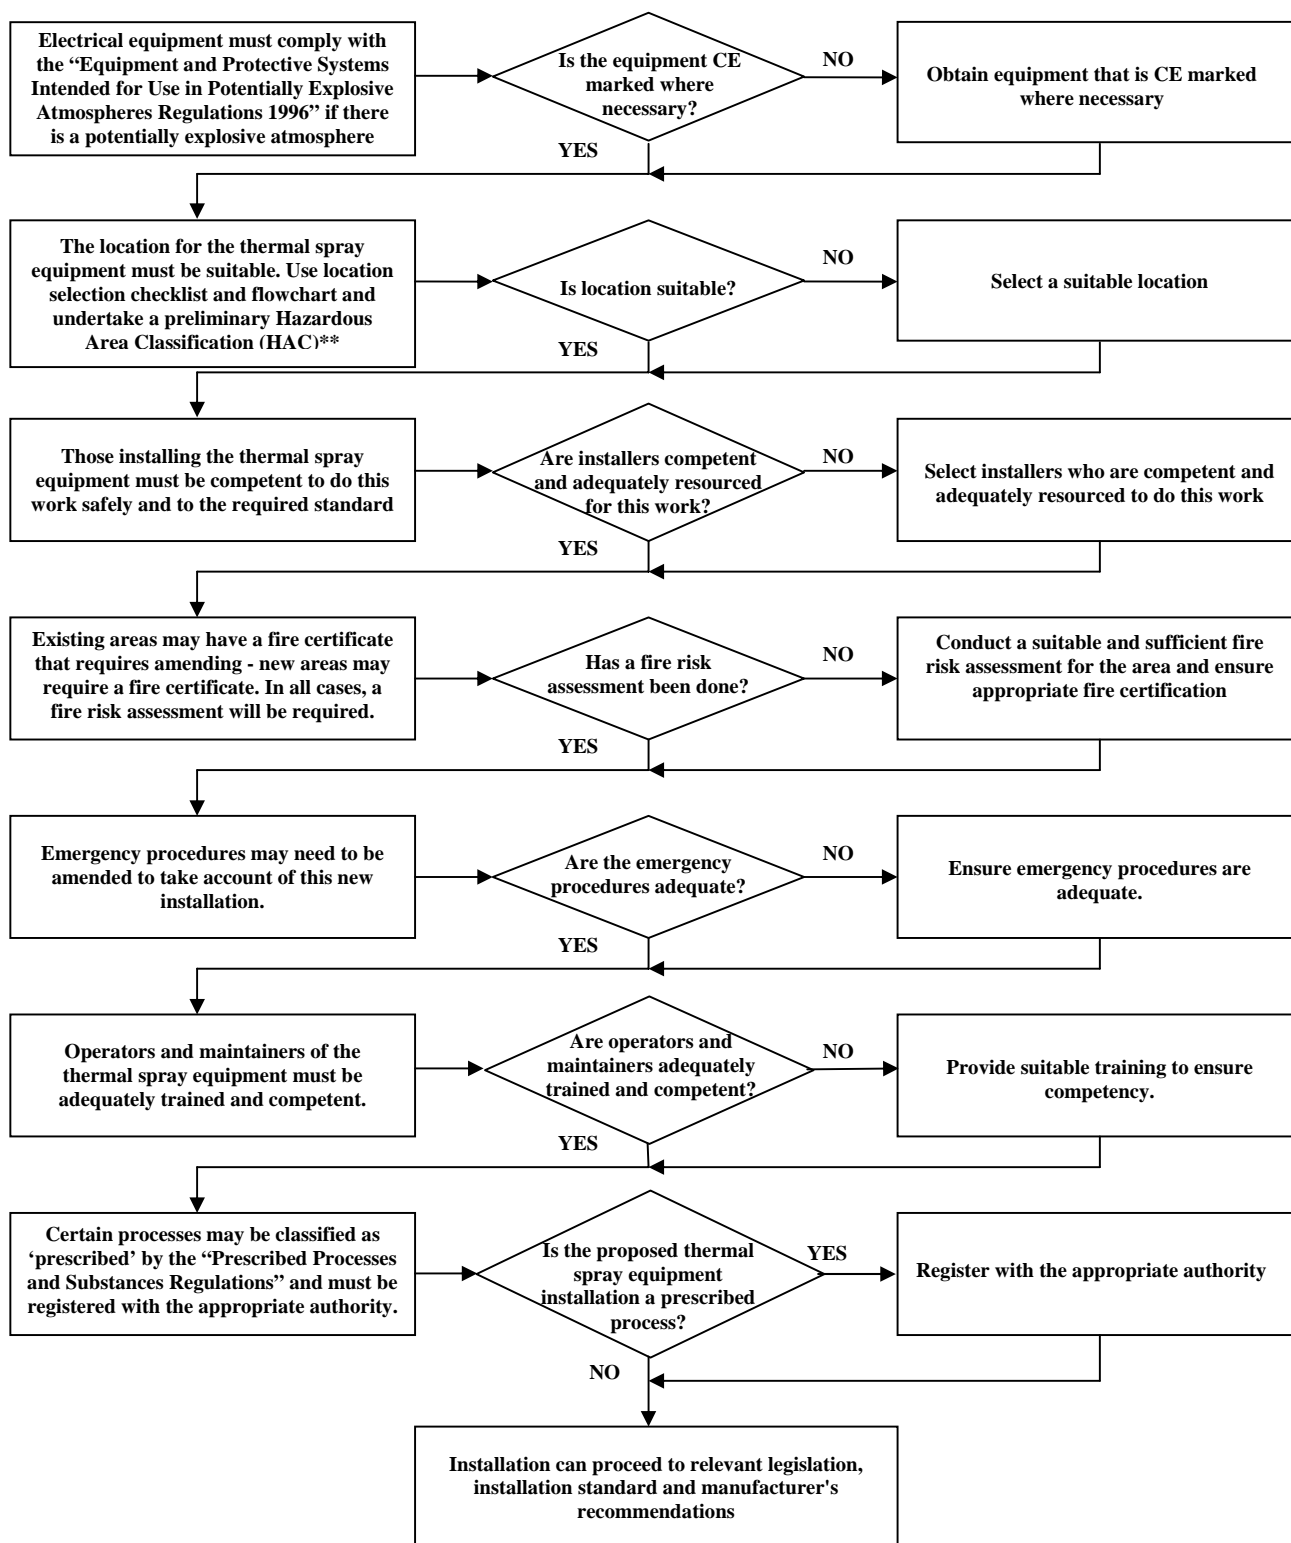 Electrical equipment must comply with
the “Equipment and Protective Systems
Intended for Use in Potentially Explosive
Atmospheres Regulations 1996” if there
is a potentially explosive atmosphere
Is the equipment CE
marked where
necessary?
NO
Obtain equipment that is CE marked
where necessary
YES
The location for the thermal spray
equipment must be suitable. Use location
selection checklist and flowchart and
undertake a preliminary Hazardous
Area Classification (HAC)**
Is location suitable?
NO
Select a suitable location
YES
Those installing the thermal spray
equipment must be competent to do this
work safely and to the required standard
Are installers competent
and adequately resourced
for this work?
NO
Select installers who are competent and
adequately resourced to do this work
YES
Existing areas may have a fire certificate
that requires amending - new areas may
require a fire certificate. In all cases, a
fire risk assessment will be required.
Has a fire risk
assessment been done?
NO
Conduct a suitable and sufficient fire
risk assessment for the area and ensure
appropriate fire certification
YES
Emergency procedures may need to be
amended to take account of this new
installation.
Are the emergency
procedures adequate?
NO
Ensure emergency procedures are
adequate.
YES
Operators and maintainers of the
thermal spray equipment must be
adequately trained and competent.
Are operators and
maintainers adequately
trained and competent?
NO
Provide suitable training to ensure
competency.
YES
Certain processes may be classified as
‘prescribed’ by the “Prescribed Processes
and Substances Regulations” and must be
registered with the appropriate authority.
Is the proposed thermal
spray equipment
installation a prescribed
process?
YES
Register with the appropriate authority
NO
Installation can proceed to relevant legislation,
installation standard and manufacturer's
recommendations